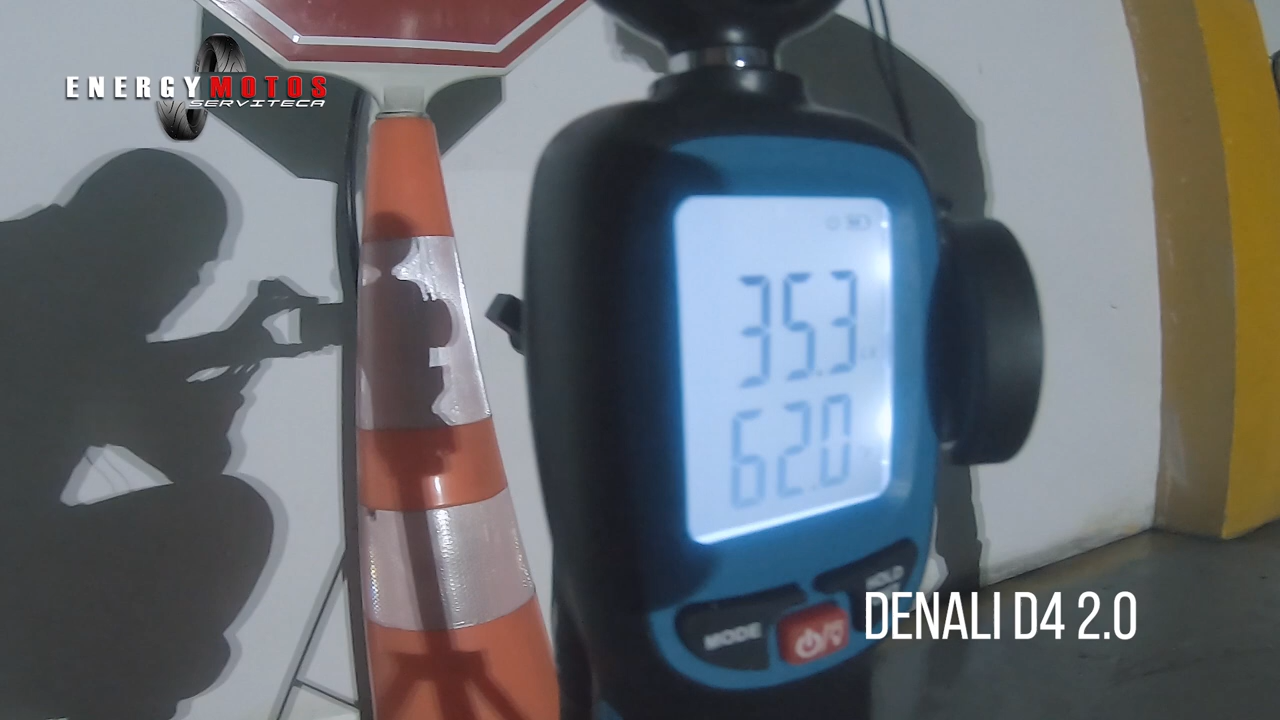 ENERGYMOTOS
SERVITECA
35.3
62.0
HOLD
MODE
DENALI D4 2.0